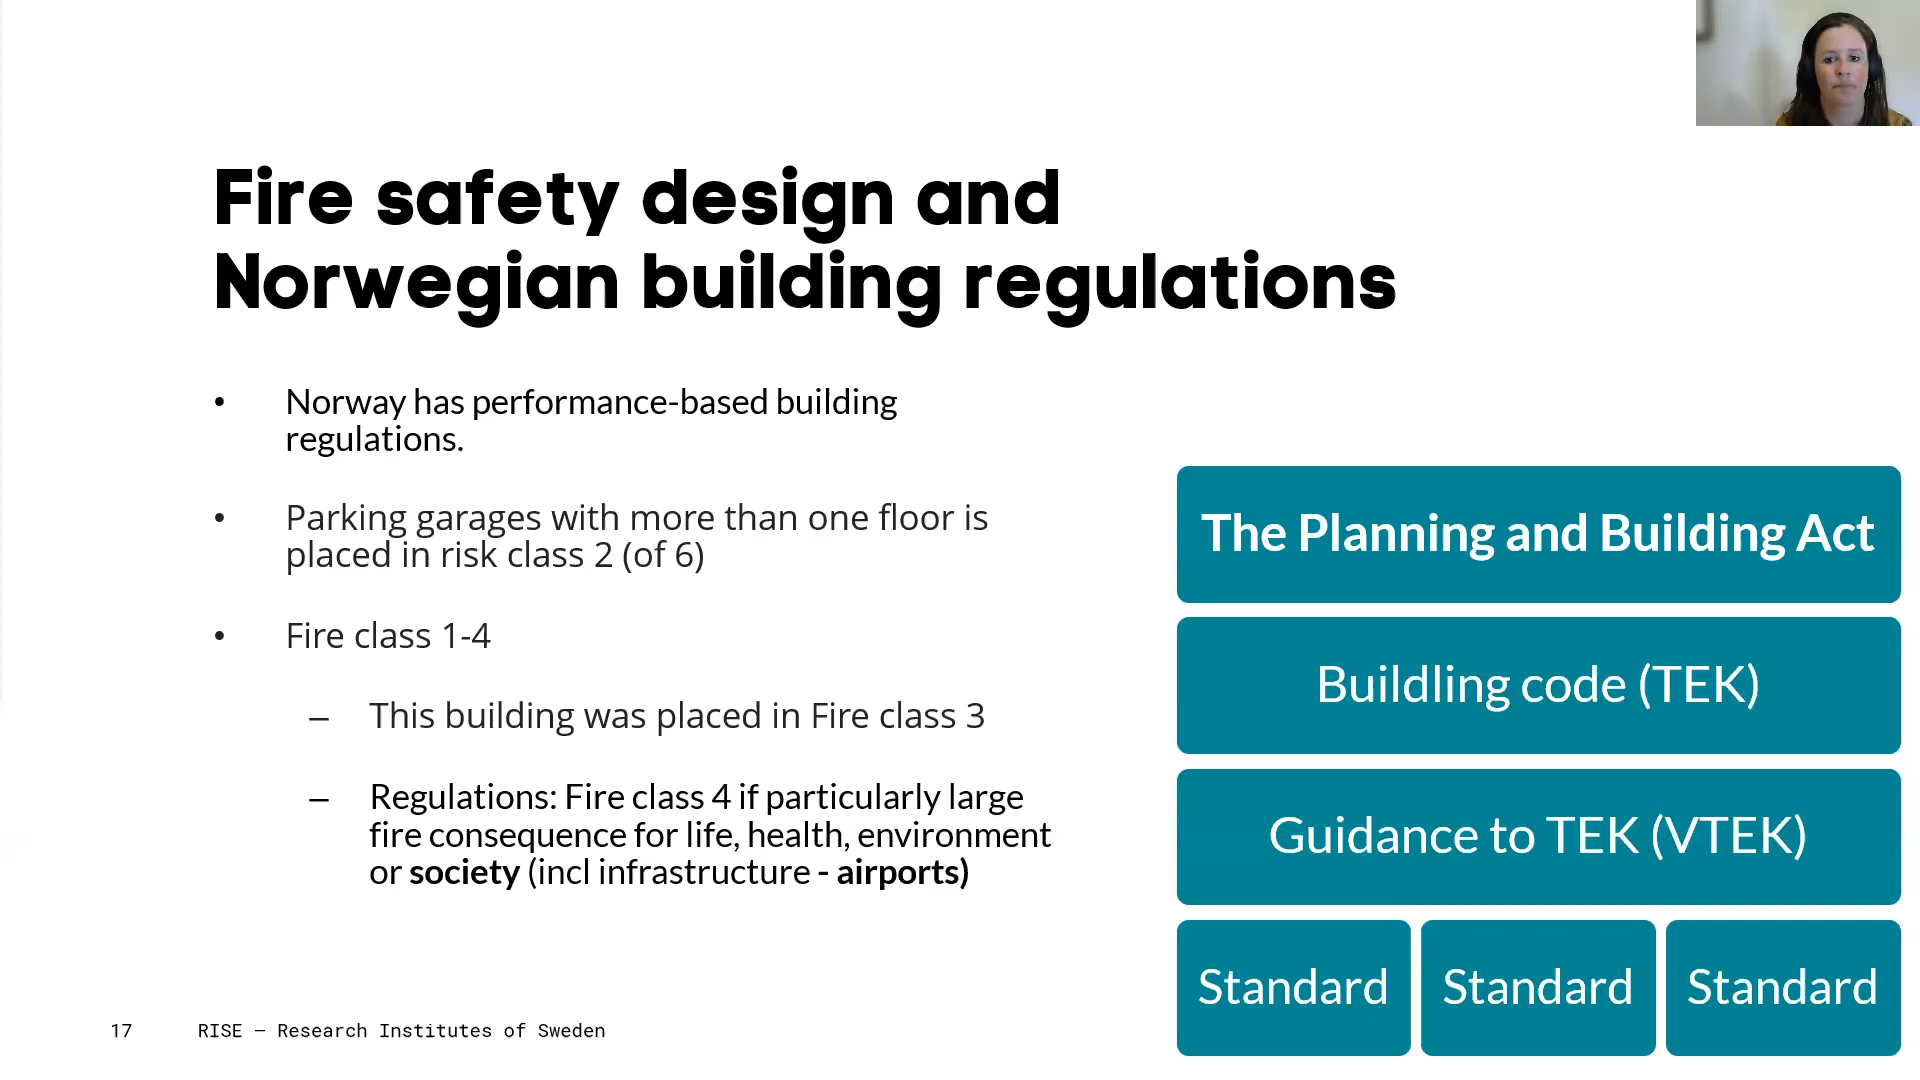 Fire safety design and
Norwegian building regulations
• Norway has performance-based building
regulations.
• Parking garages with more than one floor is
placed in risk class 2 (of 6)
• Fire class 1-4
– This building was placed in Fire class 3
– Regulations: Fire class 4 if particularly large
fire consequence for life, health, environment
or society (incl infrastructure - airports)
The Planning and Building Act
Buildling code (TEK)
Guidance to TEK (VTEK)
Standard Standard Standard
17 RISE — Research Institutes of Sweden